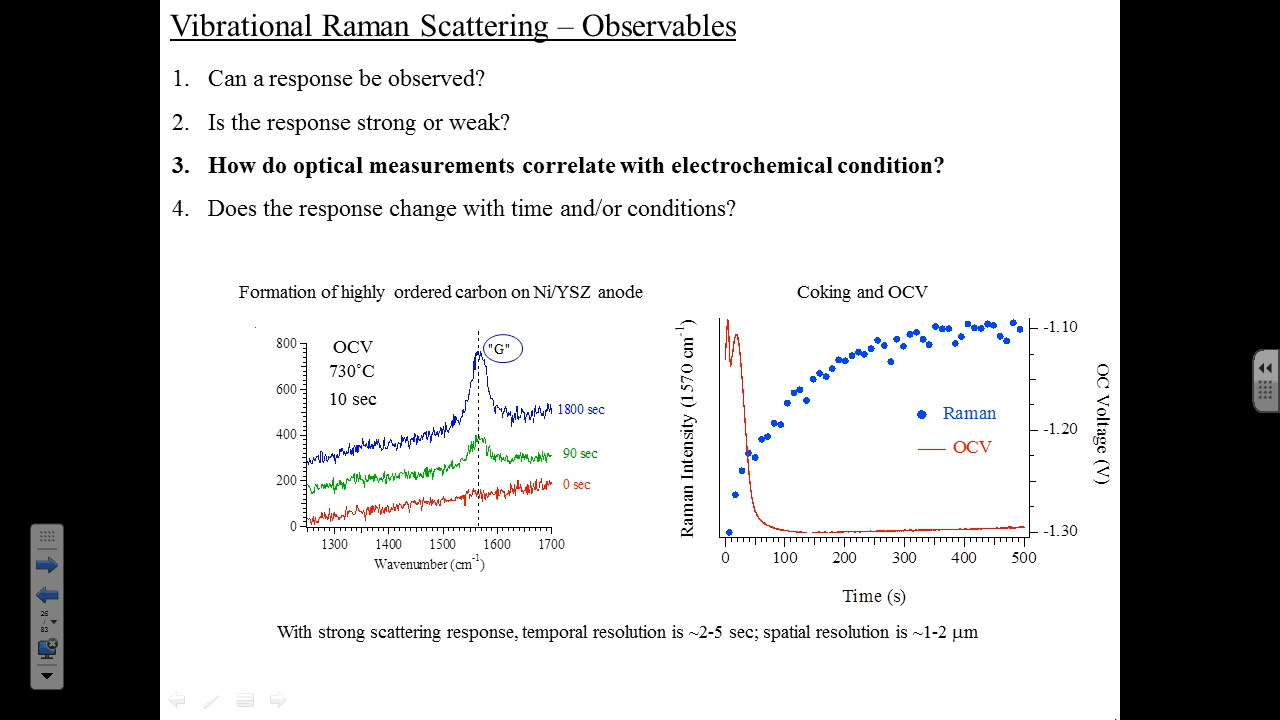 Vibrational Raman Scattering – Observables
1. Can a response be observed?
2. Is the response strong or weak?
3. How do optical measurements correlate with electrochemical condition?
4. Does the response change with time and/or conditions?
Formation of highly ordered carbon on Ni/YSZ anode
800
600
400
200
0
OCV
730˚C
10 sec
"G"
1800 sec
90 sec
0 sec
1300 1400 1500 1600 1700
Wavenumber (cm-1)
Coking and OCV
Raman Intensity (1570 cm-1)
Raman
OCV
-1.10
-1.20
-1.30
OC Voltage (V)
0 100 200 300 400 500
Time (s)
With strong scattering response, temporal resolution is ~2-5 sec; spatial resolution is ~1-2 μm
26
/
83